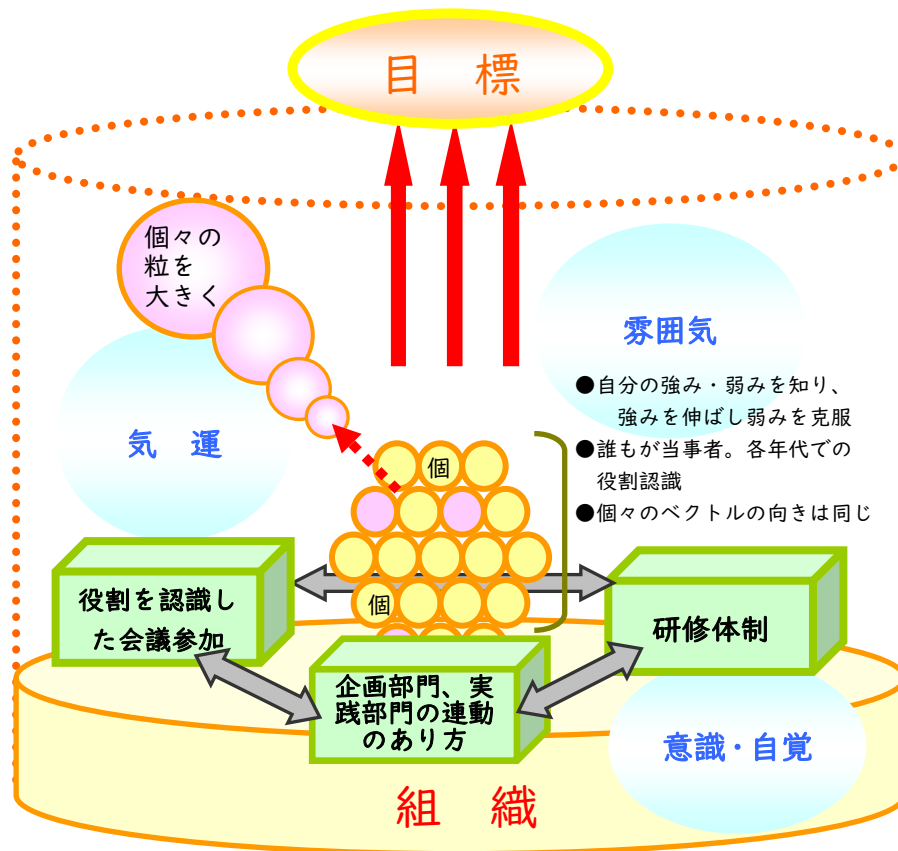 目 標
個々の
粒を
大きく
雰囲気
●自分の強み・弱みを知り、
強みを伸ばし弱みを克服
●誰もが当事者。各年代での
役割認識
●個々のベクトルの向きは同じ
気 運
個
個
役割を認識し
た会議参加
研修体制
企画部門、実
践部門の連動
のあり方
意識・自覚
組 織